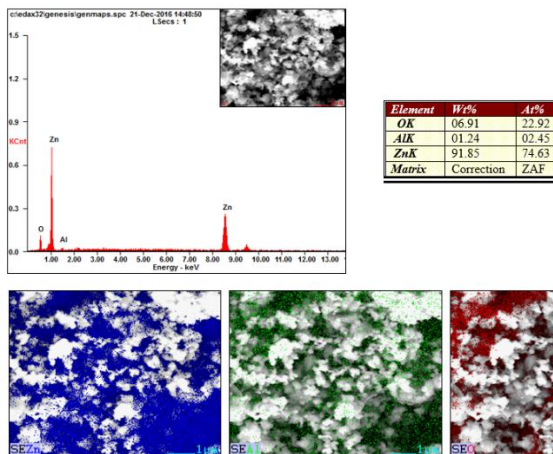 c:\edax32\genesis\genmaps.spc 21-Dec-2016 14:48:50
LSecs : 1
1.5
1.2
0.9
KCnt
0.6
0.3
0.0
Zn
O
Al
Zn
1.00 2.00 3.00 4.00 5.00 6.00 7.00 8.00 9.00 10.00 11.00 12.00 13.00
Energy - keV
Element Wt% At%
OK 06.91 22.92
AlK 01.24 02.45
ZnK 91.85 74.63
Matrix Correction ZAF
SEZn
SEAl
SEO